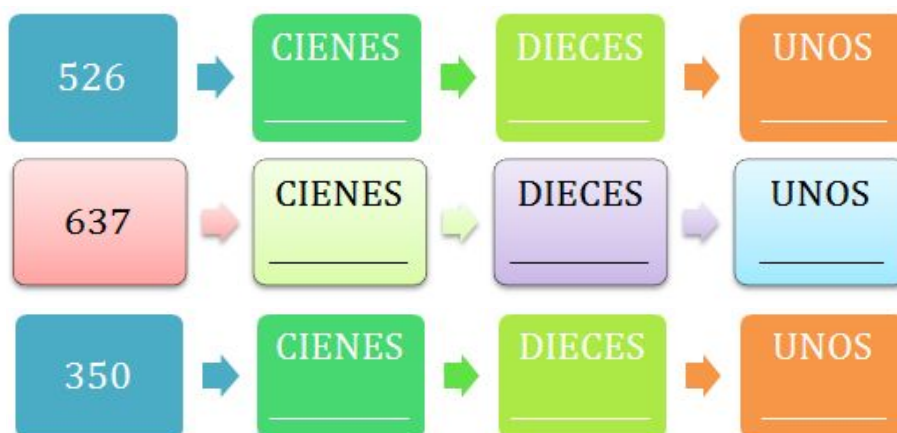 526 CIENES DIECES UNOS
637 CIENES DIECES UNOS
350 CIENES DIECES UNOS